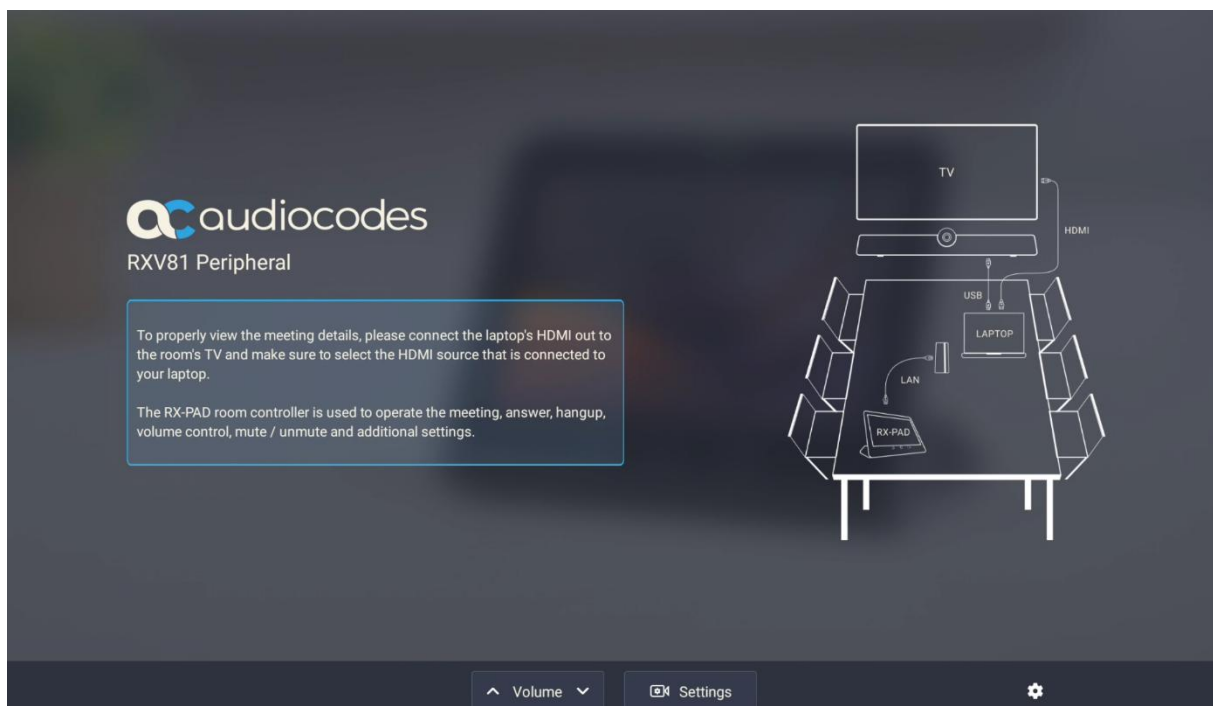 audiocodes
RXV81 Peripheral
To properly view the meeting details, please connect the laptop's HDMI out to
the room's TV and make sure to select the HDMI source that is connected to
your laptop.
The RX-PAD room controller is used to operate the meeting, answer, hangup,
volume control, mute / unmute and additional settings.
TV
HDMI
USB
LAPTOP
LAN
RX-PAD
Volume
Settings